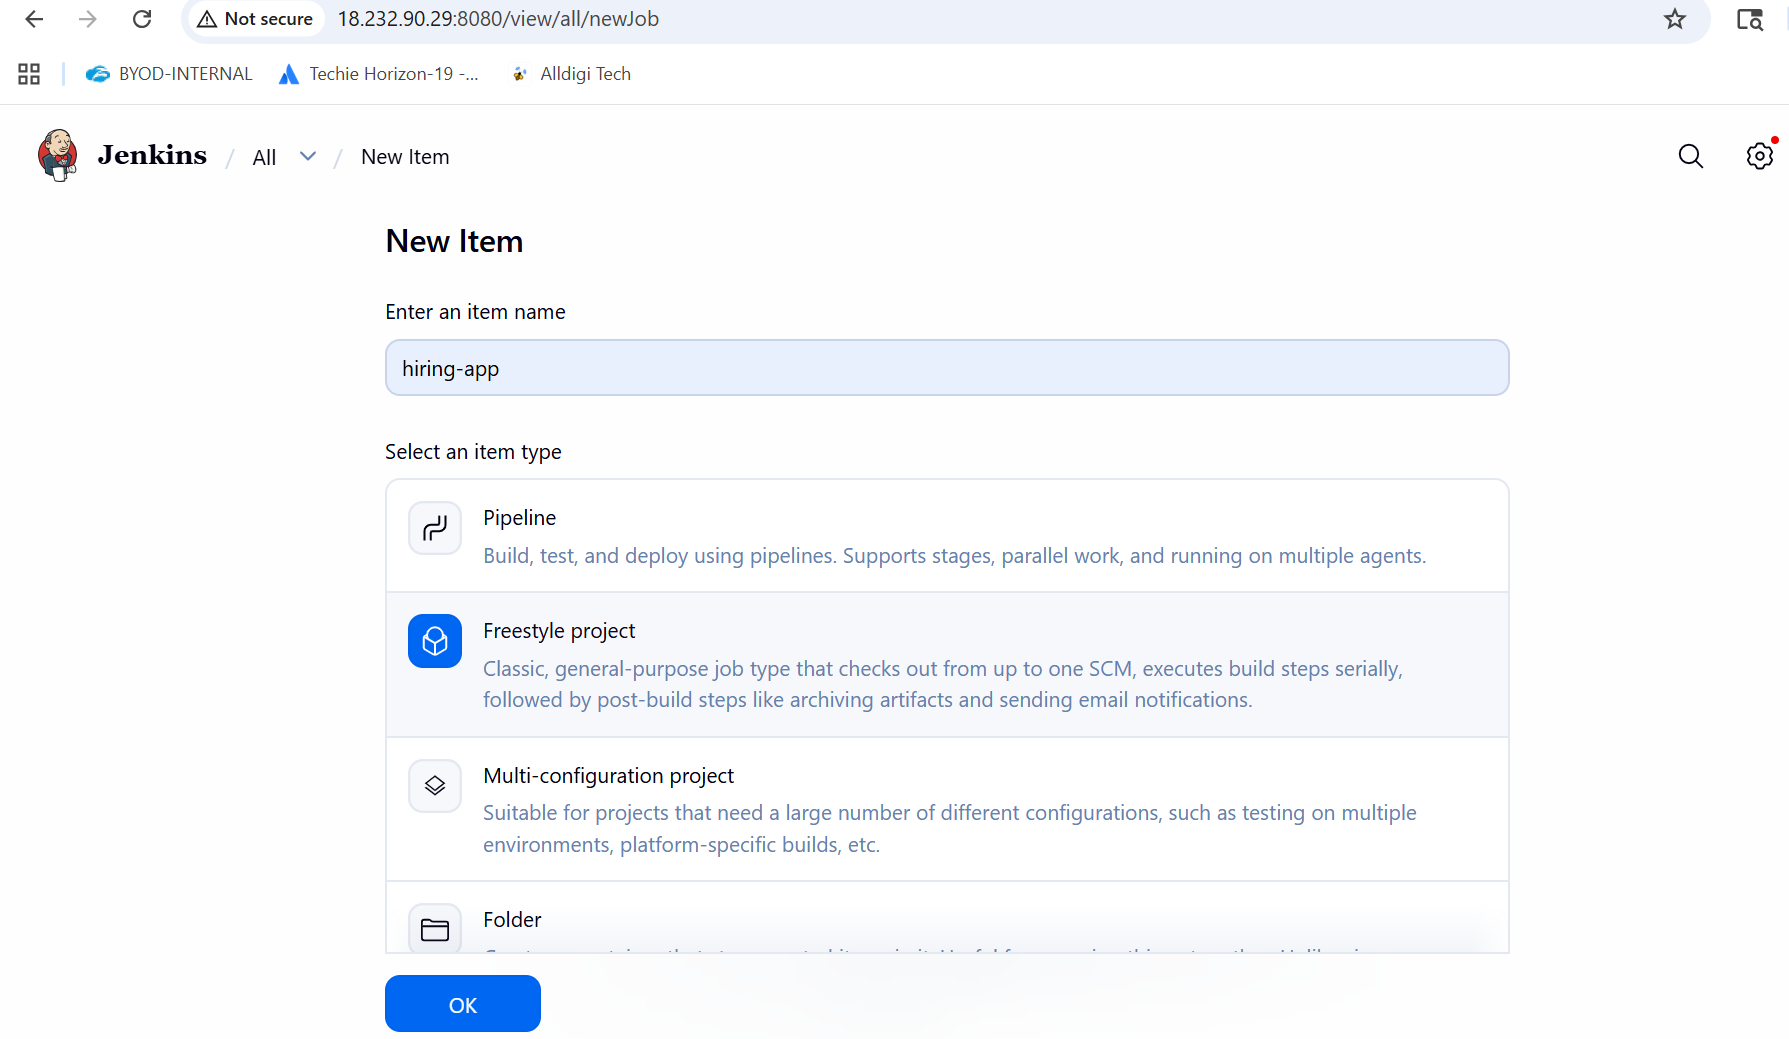 Not secure 18.232.90.29:8080/view/all/newJob
BYOD-INTERNAL Techie Horizon-19 -... Alldigi Tech
Jenkins / All / New Item
New Item
Enter an item name
hiring-app
Select an item type
Pipeline
Build, test, and deploy using pipelines. Supports stages, parallel work, and running on multiple agents.
Freestyle project
Classic, general-purpose job type that checks out from up to one SCM, executes build steps serially,
followed by post-build steps like archiving artifacts and sending email notifications.
Multi-configuration project
Suitable for projects that need a large number of different configurations, such as testing on multiple
environments, platform-specific builds, etc.
Folder
OK